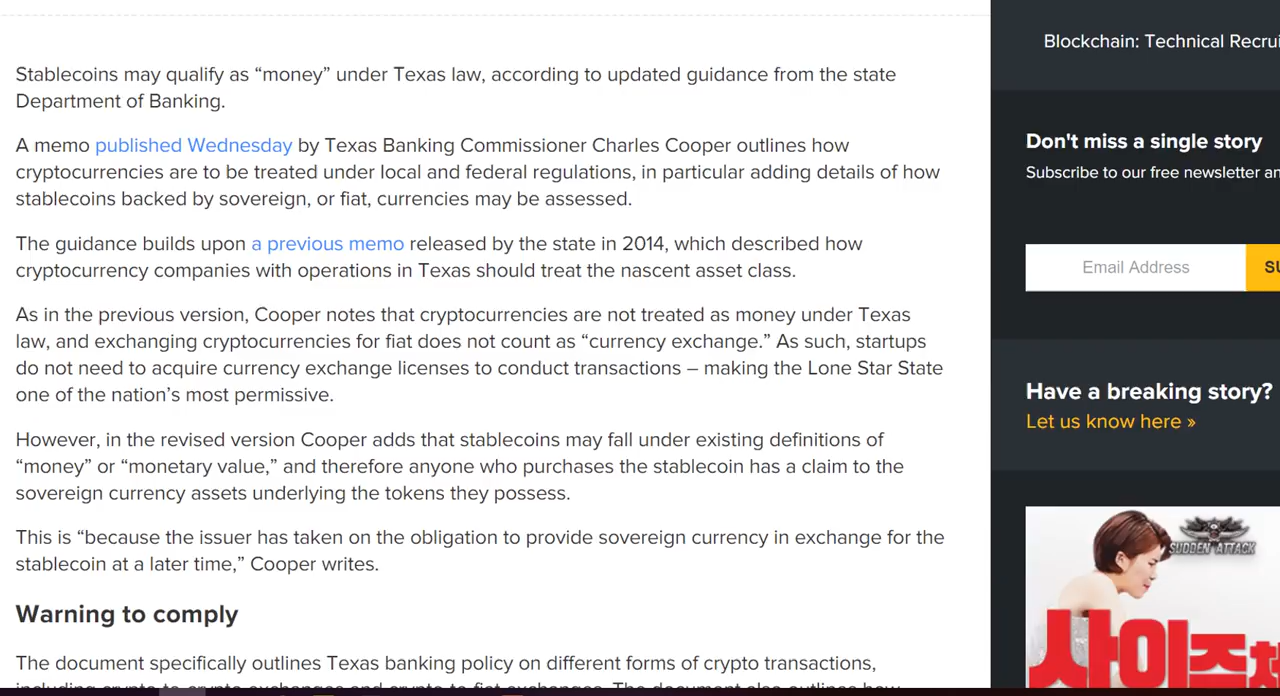 Stablecoins may qualify as “money” under Texas law, according to updated guidance from the state
Department of Banking.
A memo published Wednesday by Texas Banking Commissioner Charles Cooper outlines how
cryptocurrencies are to be treated under local and federal regulations, in particular adding details of how
stablecoins backed by sovereign, or fiat, currencies may be assessed.
The guidance builds upon a previous memo released by the state in 2014, which described how
cryptocurrency companies with operations in Texas should treat the nascent asset class.
As in the previous version, Cooper notes that cryptocurrencies are not treated as money under Texas
law, and exchanging cryptocurrencies for fiat does not count as “currency exchange.” As such, startups
do not need to acquire currency exchange licenses to conduct transactions – making the Lone Star State
one of the nation’s most permissive.
However, in the revised version Cooper adds that stablecoins may fall under existing definitions of
“money” or “monetary value,” and therefore anyone who purchases the stablecoin has a claim to the
sovereign currency assets underlying the tokens they possess.
This is “because the issuer has taken on the obligation to provide sovereign currency in exchange for the
stablecoin at a later time,” Cooper writes.
Warning to comply
The document specifically outlines Texas banking policy on different forms of crypto transactions,
Blockchain: Technical
Don't miss a single story
Subscribe to our free newsletter
Email Address
Have a breaking story?
Let us know here »
SUDDEN ATTACK
사이즈